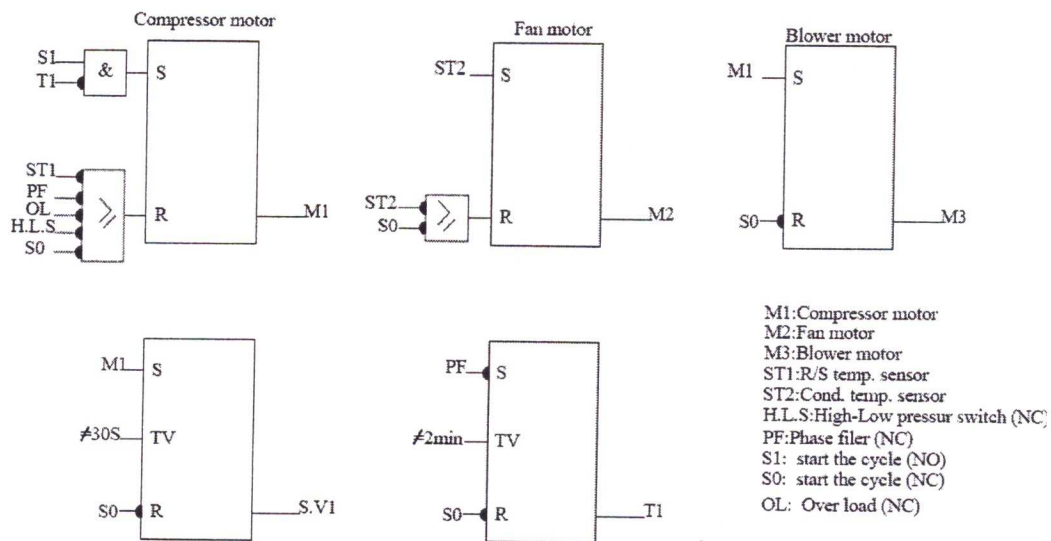 Compressor motor
S1
T1
&
S
ST1
PF
OL
H.L.S
S0
≥
R
M1
Fan motor
ST2
S
ST2
S0
≥
R
M2
Blower motor
M1
S
S0
R
M3
M1
S
≠30S
TV
S0
R
S.V1
PF
S
≠2min
TV
S0
R
T1
M1:Compressor motor
M2:Fan motor
M3:Blower motor
ST1:R/S temp. sensor
ST2:Cond. temp. sensor
H.L.S:High-Low pressur switch (NC)
PF:Phase filer (NC)
S1: start the cycle (NO)
S0: start the cycle (NC)
OL: Over load (NC)